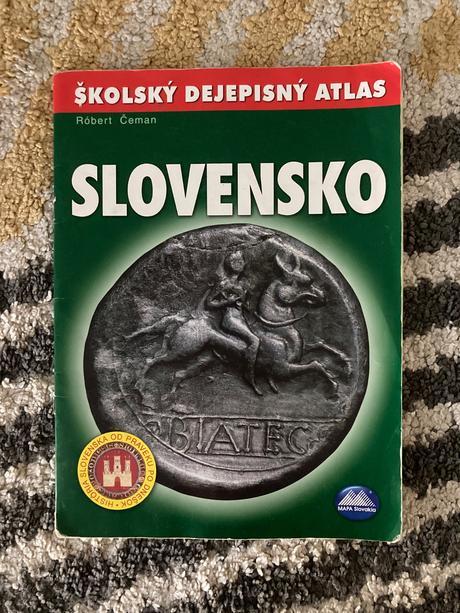 ŠKOLSKÝ DEJEPISNÝ ATLAS
Róbert Čeman
SLOVENSKO
BIATEC
HISTÓRIA SLOVENSKA OD PRAVEKU PO DNEŠOK •
MAPA Slovakia